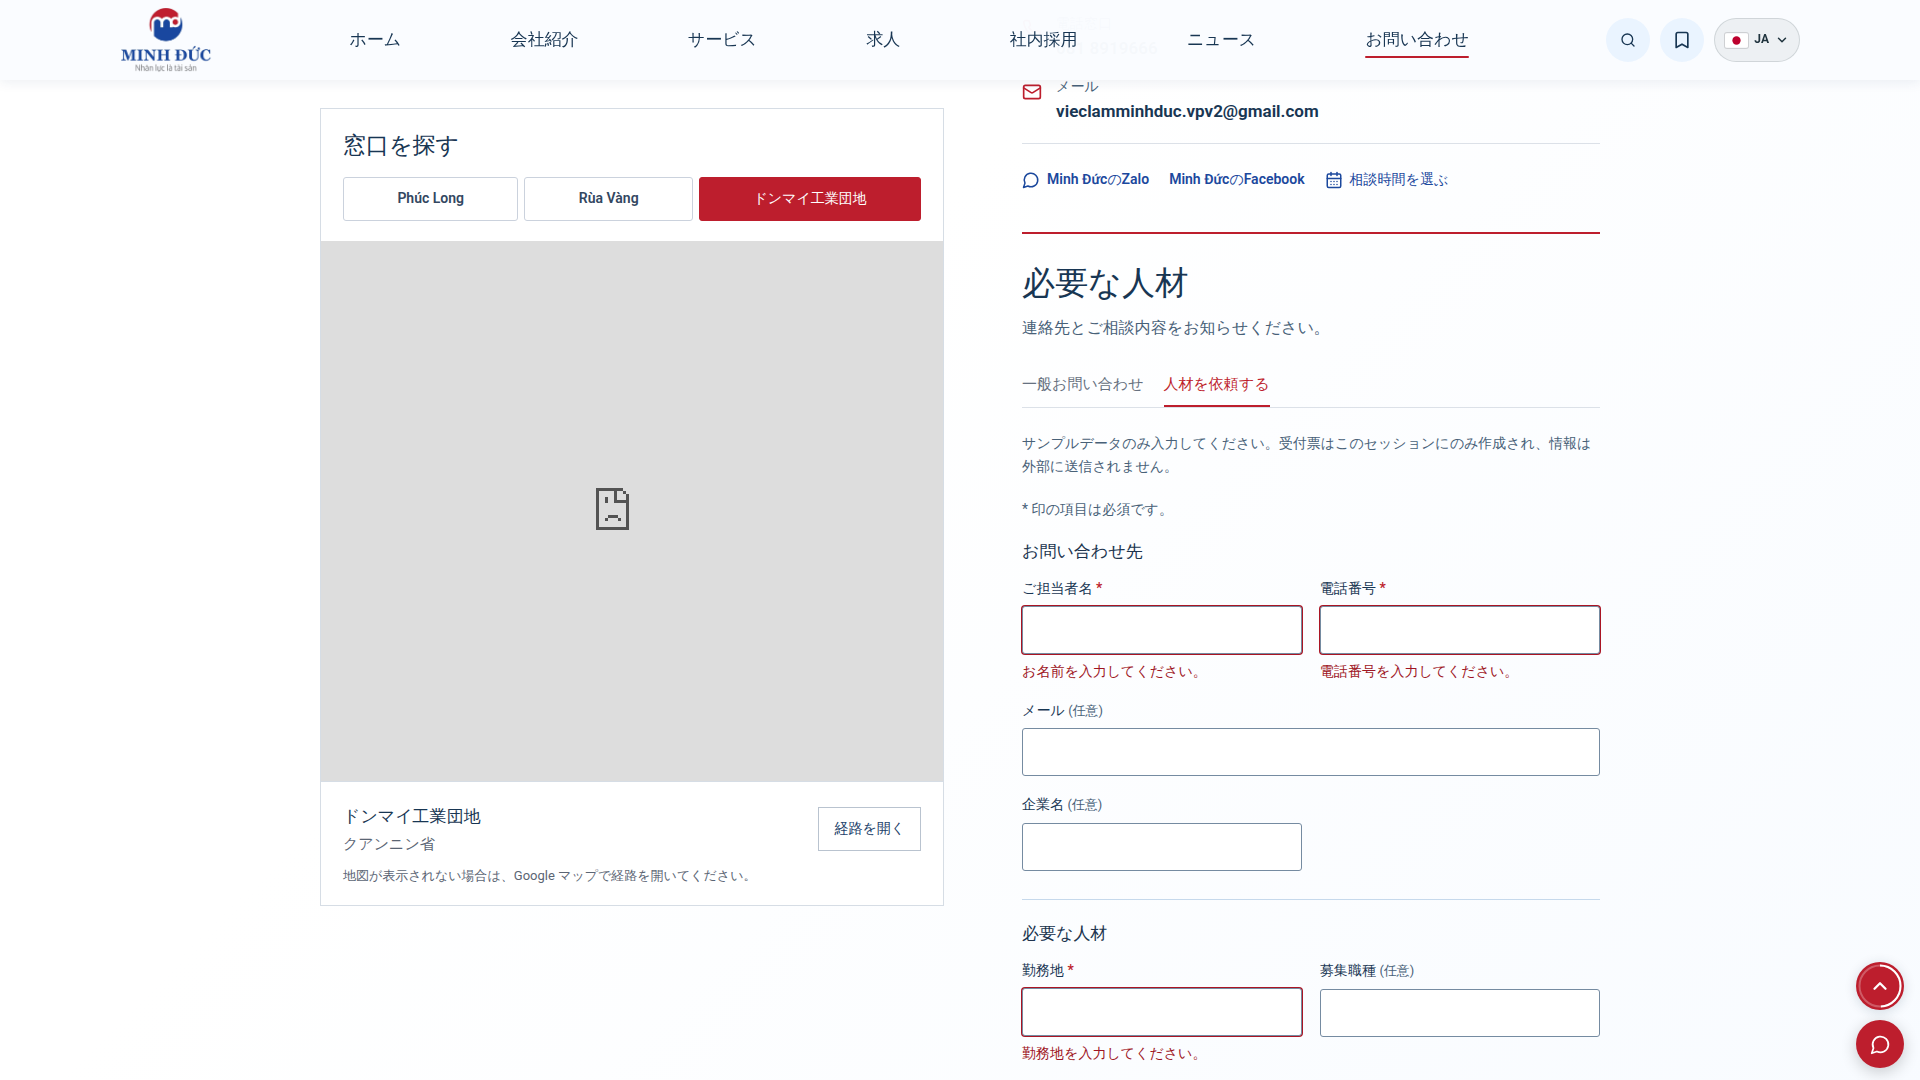 MINH ĐỨC
Nhân lực là tài sản
ホーム
会社紹介
サービス
求人
社内採用
ニュース
お問い合わせ
JA
窓口を探す
Phúc Long
Rùa Vàng
ドンマイ工業団地
ドンマイ工業団地
クアンニン省
経路を開く
地図が表示されない場合は、Google マップで経路を開いてください。
メール
vieclamminhduc.vpv2@gmail.com
Minh ĐứcのZalo
Minh ĐứcのFacebook
相談時間を選ぶ
必要な人材
連絡先とご相談内容をお知らせください。
一般お問い合わせ
人材を依頼する
サンプルデータのみ入力してください。受付票はこのセッションにのみ作成され、情報は
外部に送信されません。
* 印の項目は必須です。
お問い合わせ先
ご担当者名 *
電話番号 *
お名前を入力してください。
電話番号を入力してください。
メール (任意)
企業名 (任意)
必要な人材
勤務地 *
募集職種 (任意)
勤務地を入力してください。